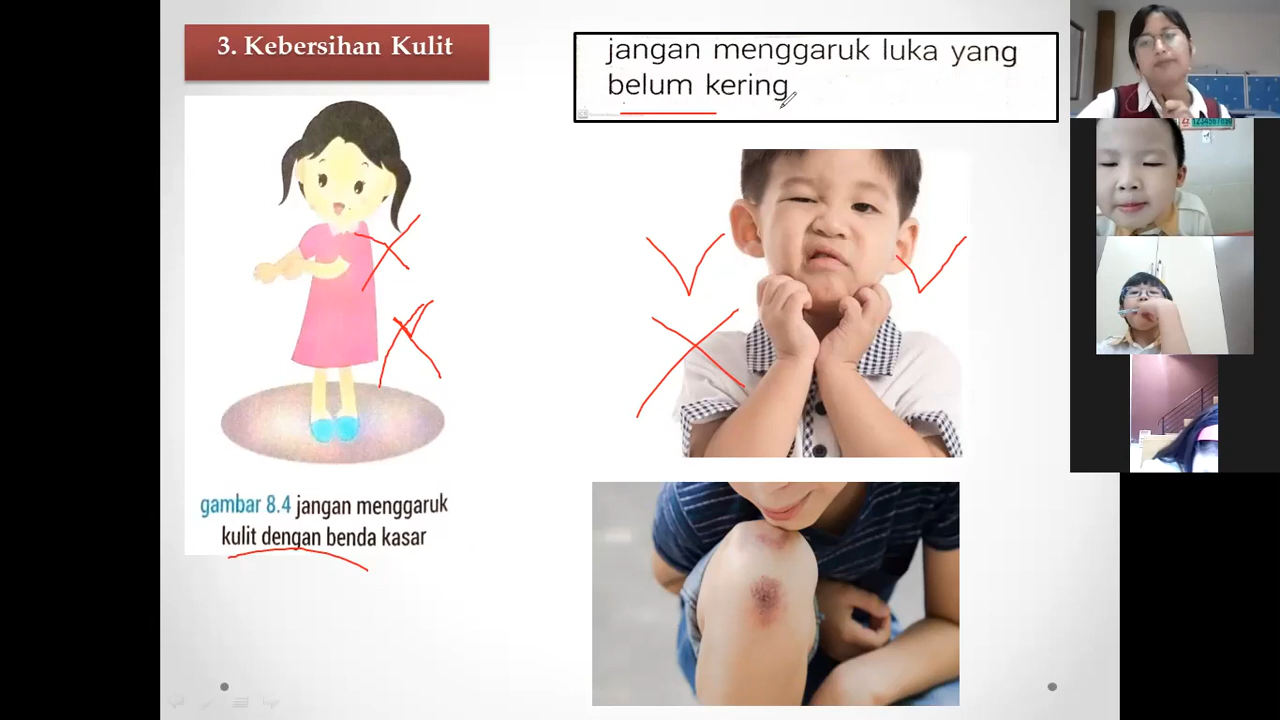 3. Kebersihan Kulit
jangan menggaruk luka yang
belum kering
gambar 8.4 jangan menggaruk
kulit dengan benda kasar